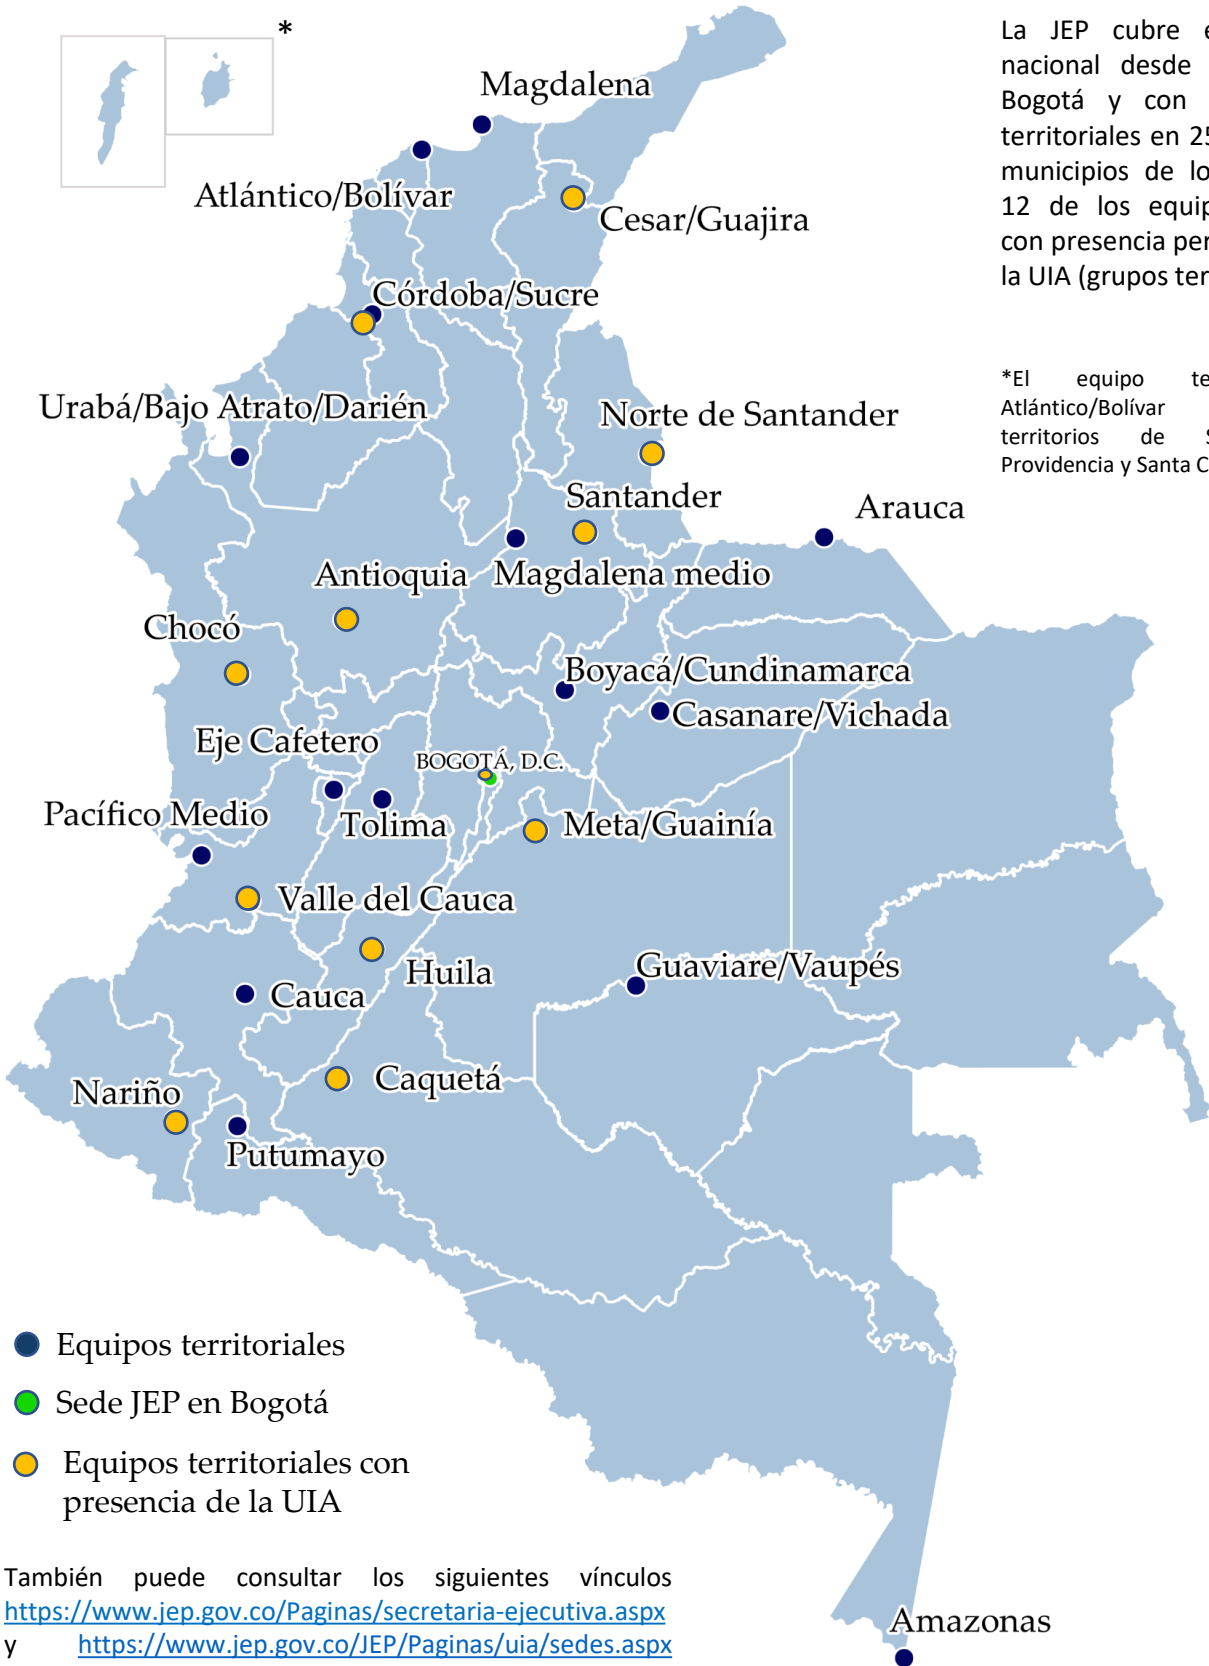 *
Magdalena
Atlántico/Bolívar
Cesar/Guajira
Córdoba/Sucre
Urabá/Bajo Atrato/Darién
Norte de Santander
Santander
Arauca
Antioquia
Magdalena medio
Chocó
Boyacá/Cundinamarca
Casanare/Vichada
Eje Cafetero
BOGOTÁ, D.C.
Pacífico Medio
Tolima
Meta/Guainía
Valle del Cauca
Huila
Guaviare/Vaupés
Cauca
Caquetá
Nariño
Putumayo
Amazonas
La JEP cubre
nacional desde
Bogotá y con
territoriales en
municipios de
12 de los
con presencia
la UIA (grupos
*El equipo
Atlántico/Bolívar
territorios de
Providencia y Santa
Equipos territoriales
Sede JEP en Bogotá
Equipos territoriales con
presencia de la UIA
También puede consultar los siguientes vínculos
https://www.jep.gov.co/Paginas/secretaria-ejecutiva.aspx
y https://www.jep.gov.co/JEP/Paginas/uia/sedes.aspx